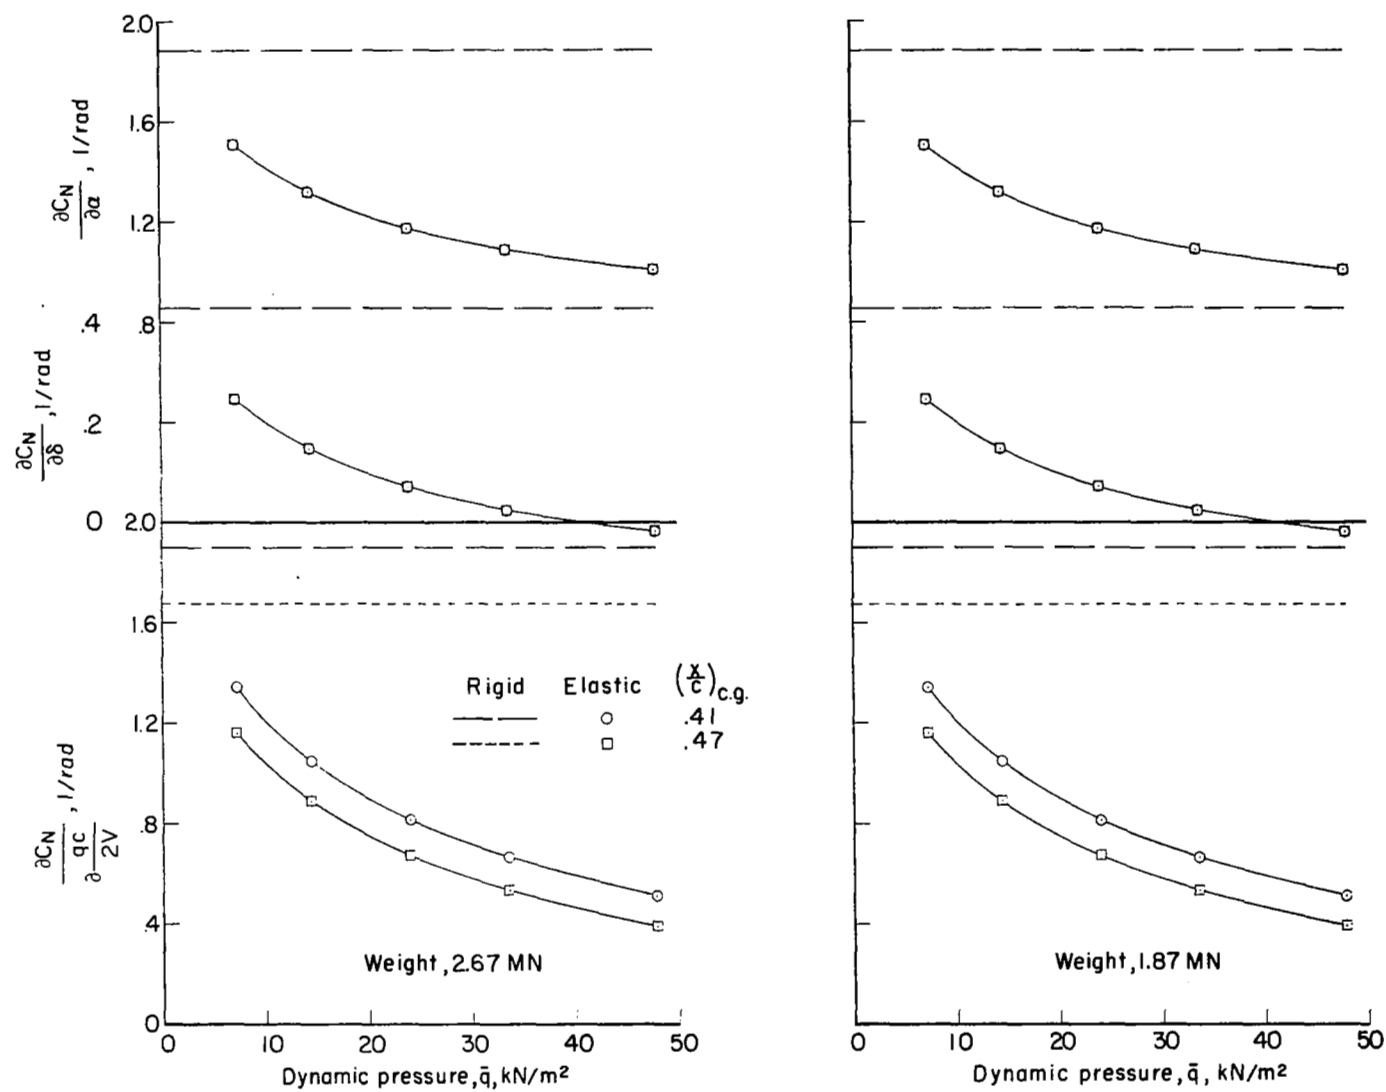 2.0
1.6
∂C_N/∂α, 1/rad
1.2
.4 .8
∂C_N/∂δ, 1/rad
.2
0 2.0
1.6
Rigid Elastic (x/c)c.g.
.41
.47
1.2
∂C_N/∂(qc/2V), 1/rad
.8
.4
Weight, 2.67 MN
0
0 10 20 30 40 50
Dynamic pressure, q̄, kN/m²
Weight, 1.87 MN
0 10 20 30 40 50
Dynamic pressure, q̄, kN/m²